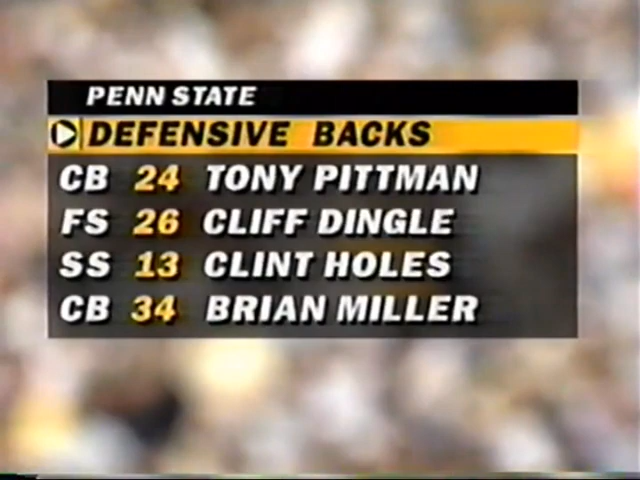 PENN STATE
DEFENSIVE BACKS
CB 24 TONY PITTMAN
FS 26 CLIFF DINGLE
SS 13 CLINT HOLES
CB 34 BRIAN MILLER